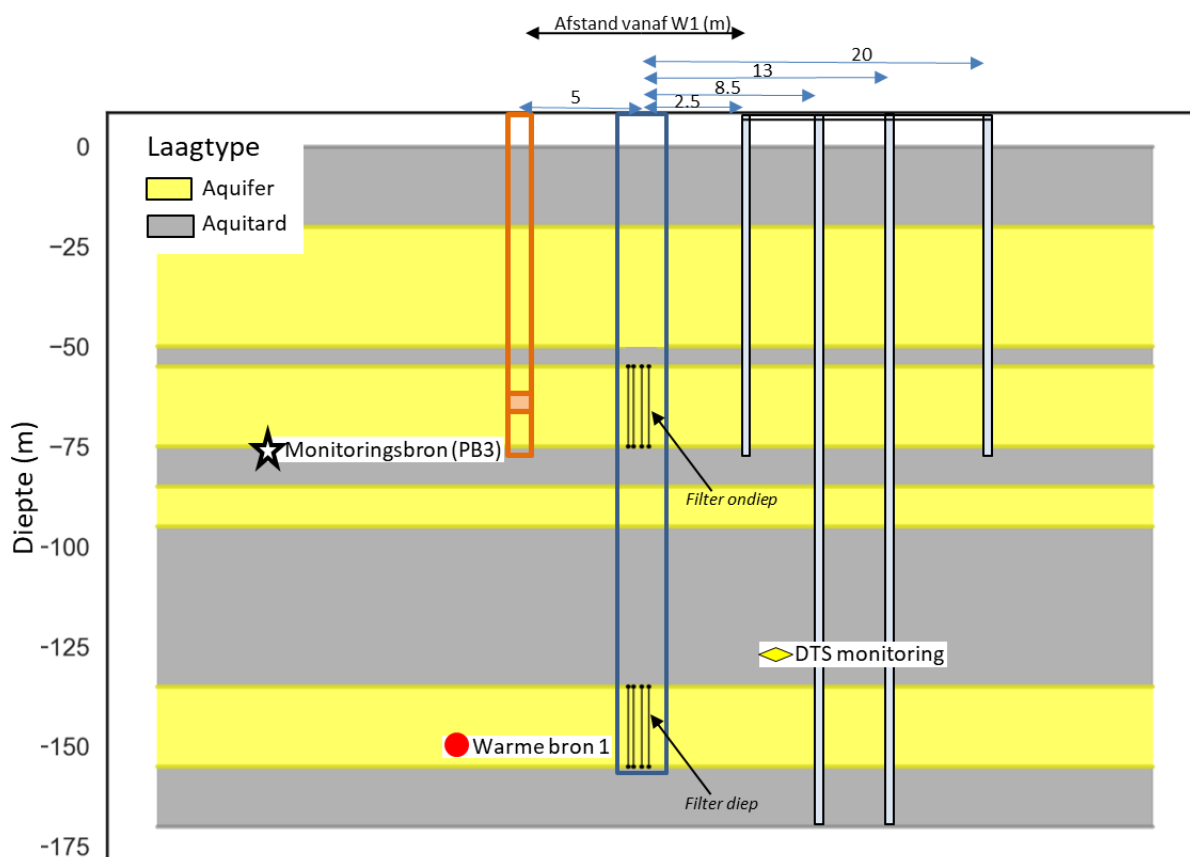 Afstand vanaf W1 (m)
20
13
8.5
5
2.5
Laagtype
Aquifer
Aquitard
Diepte (m)
0
−25
−50
−75
-100
-125
-150
-175
Monitoringsbron (PB3)
Filter ondiep
DTS monitoring
Warme bron 1
Filter diep